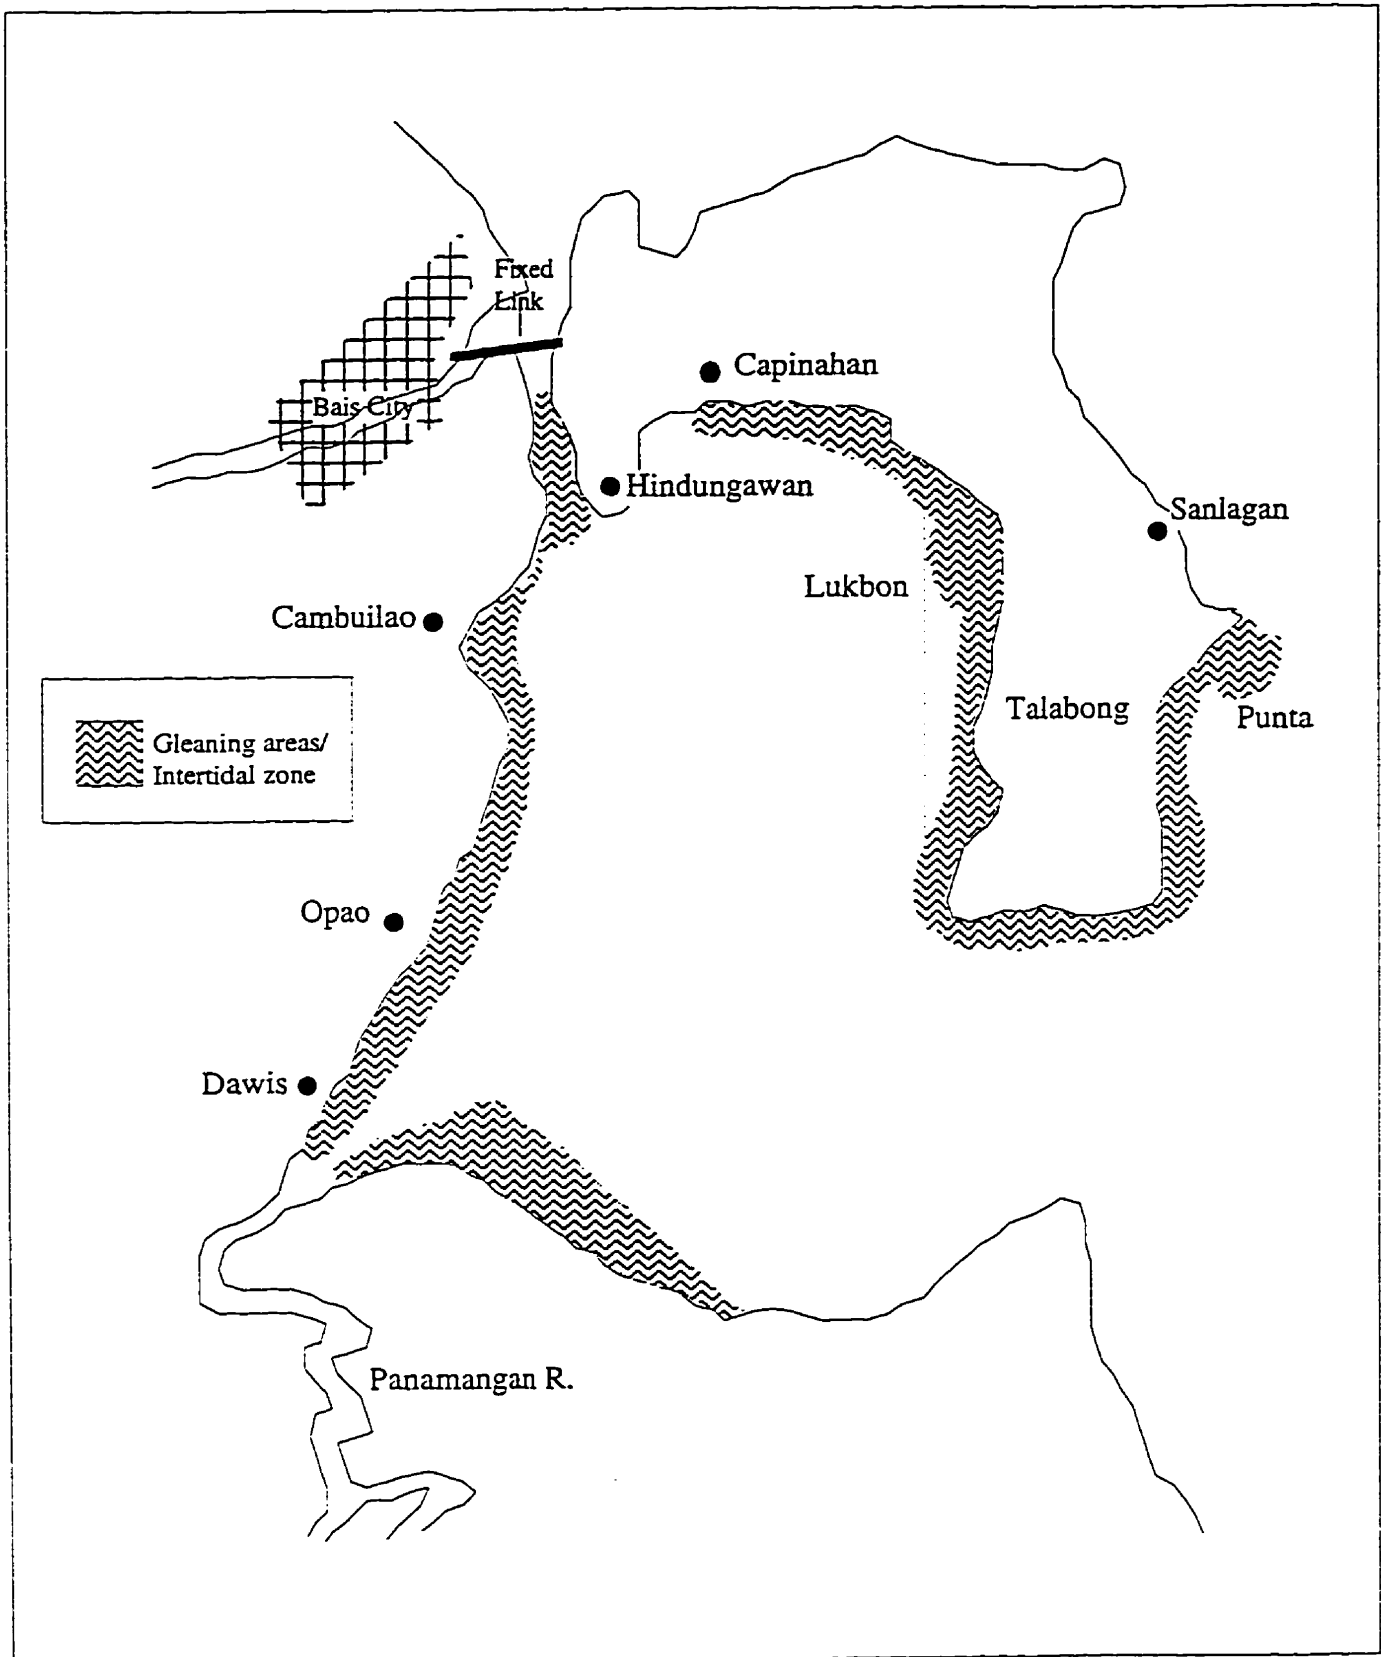 Fixed
Link
Capinahan
Bais City
Hindungawan
Sanlagan
Lukbon
Cambuilao
Talabong
Punta
Gleaning areas/
Intertidal zone
Opao
Dawis
Panamangan R.